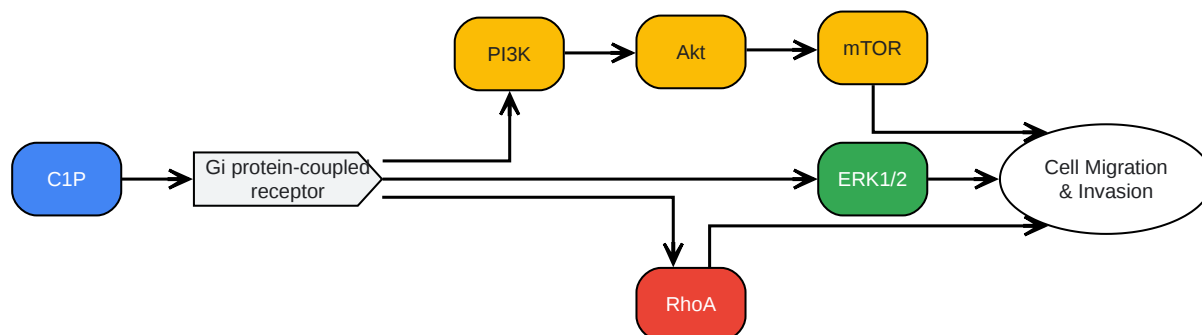 PI3K
Akt
mTOR
C1P
Gi protein-coupled
receptor
ERK1/2
Cell Migration
& Invasion
RhoA